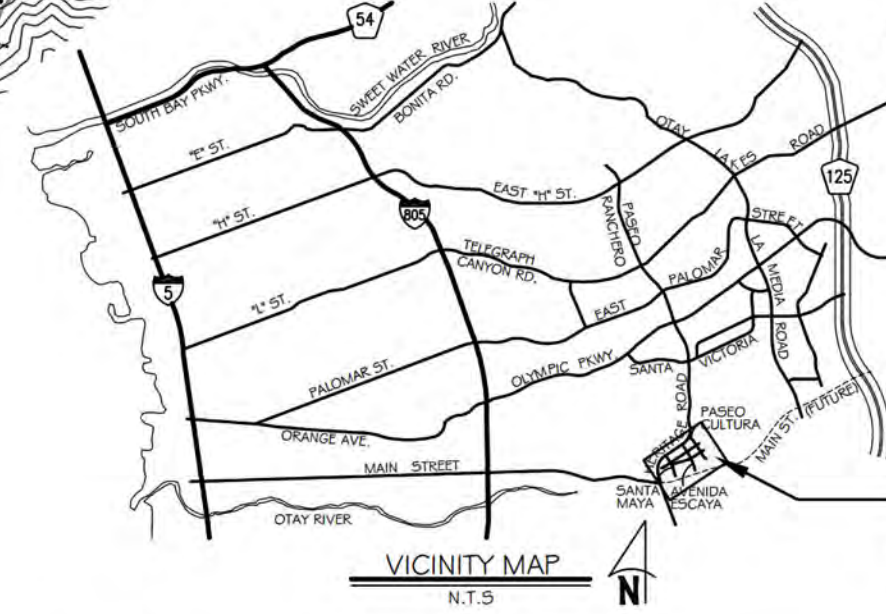 54
SWEET WATER RIVER
SOUTH BAY PKWY.
BONITA RD.
"E" ST.
OTAY
LAKES
ROAD
125
EAST "H" ST.
PASEO
RANCHERO
"H" ST.
805
STREET
TELEGRAPH
CANYON RD.
PALOMAR
LA MEDIA ROAD
5
"L" ST.
EAST
OLYMPIC PKWY.
SANTA
VICTORIA
PALOMAR ST.
HERITAGE ROAD
PASEO
CULTURA
MAIN ST. (FUTURE)
ORANGE AVE.
MAIN STREET
SANTA
MAYA
AVENIDA
ESCAYA
OTAY RIVER
VICINITY MAP
N.T.S
N